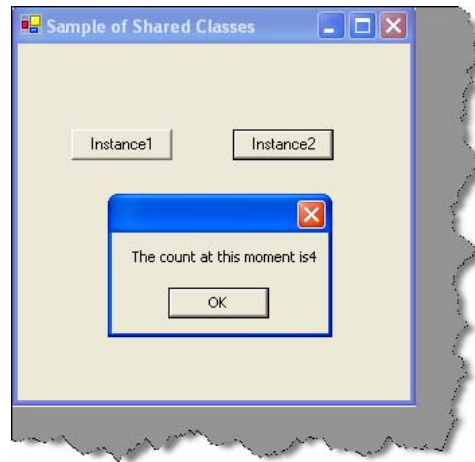 Sample of Shared Classes
Instance1 Instance2
The count at this moment is4
OK